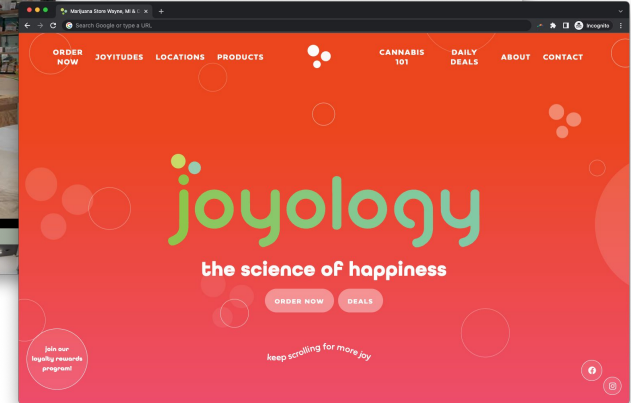 Marijuana Store Wayne, MI &
Search Google or type a URL
Incognito
ORDER NOW
JOYITUDES
LOCATIONS
PRODUCTS
CANNABIS 101
DAILY DEALS
ABOUT
CONTACT
joyology
the science of happiness
ORDER NOW
DEALS
keep scrolling for more joy
join our
loyalty rewards
program!